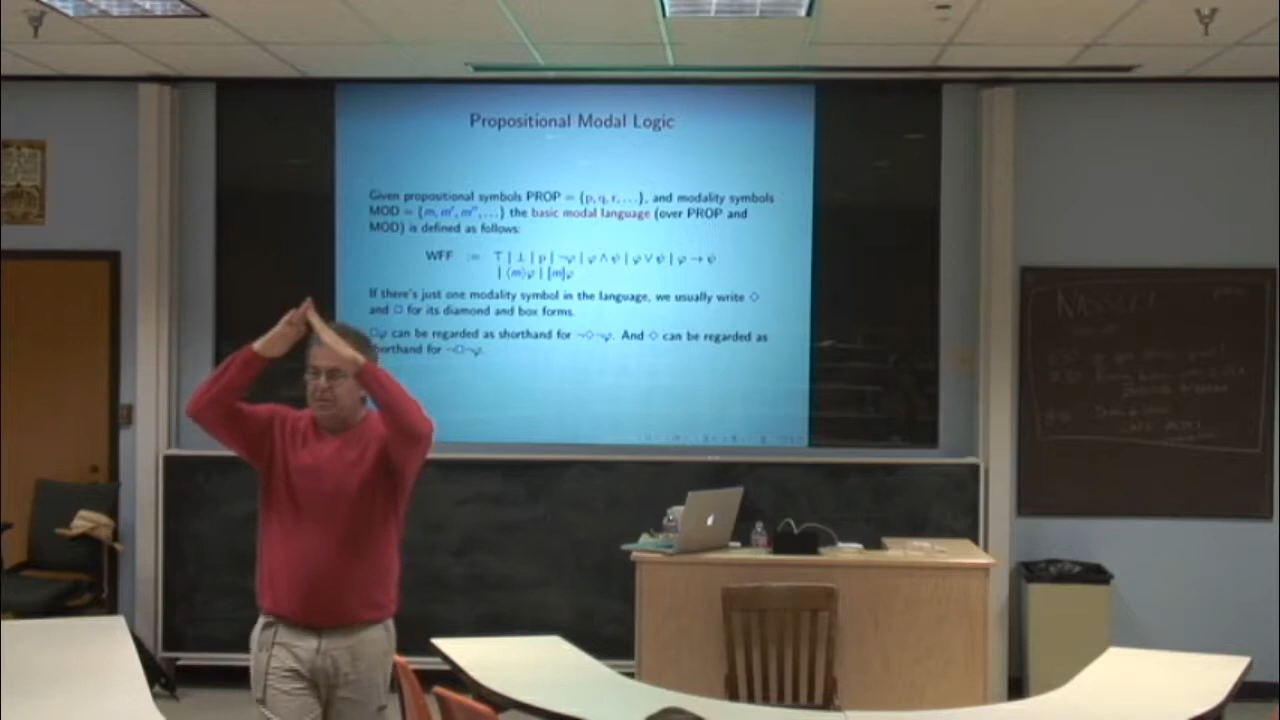 Propositional Modal Logic
Given propositional symbols PROP = {p, q, r, . . .}, and modality symbols
MOD = {m, m′, m″, . . .} the basic modal language (over PROP and
MOD) is defined as follows:
WFF := ⊤ | ⊥ | p | ¬φ | φ ∧ ψ | φ ∨ ψ | φ → ψ
| ⟨m⟩φ | [m]φ
If there's just one modality symbol in the language, we usually write ◇
and □ for its diamond and box forms.
□φ can be regarded as shorthand for ¬◇¬φ. And ◇ can be regarded as
shorthand for ¬□¬φ.